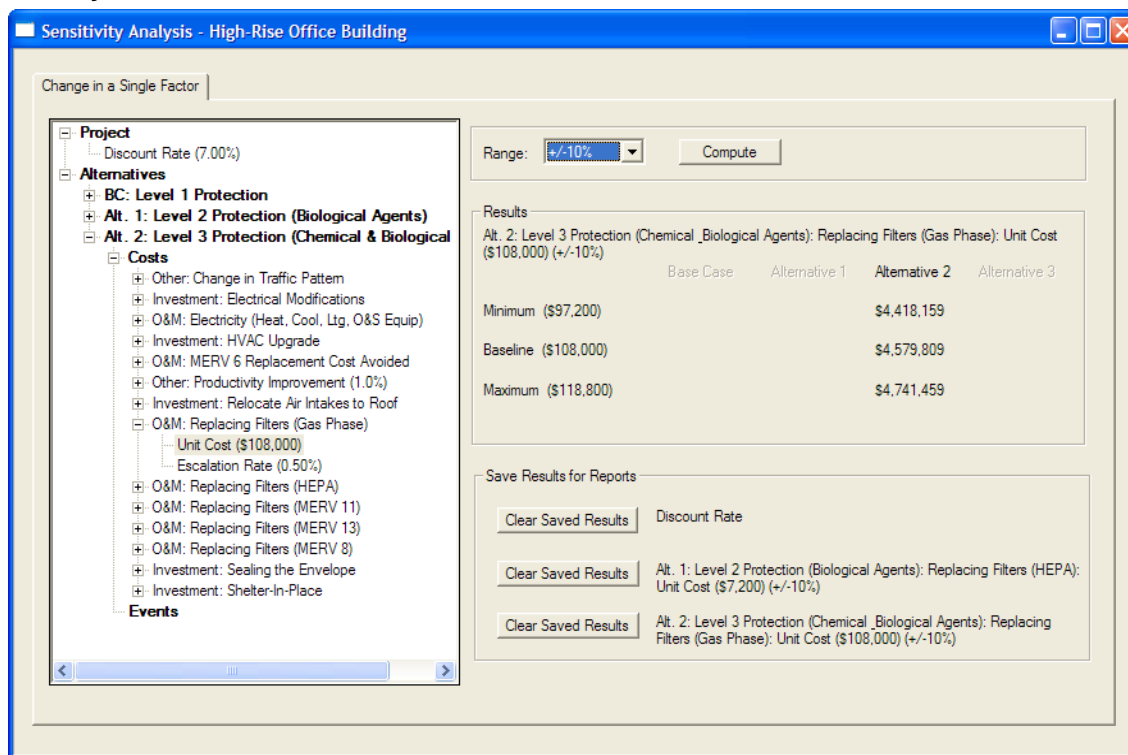 Sensitivity Analysis - High-Rise Office Building
Change in a Single Factor
Project
Discount Rate (7.00%)
Alternatives
BC: Level 1 Protection
Alt. 1: Level 2 Protection (Biological Agents)
Alt. 2: Level 3 Protection (Chemical & Biological
Costs
Other: Change in Traffic Pattern
Investment: Electrical Modifications
O&M: Electricity (Heat, Cool, Ltg, O&S Equip)
Investment: HVAC Upgrade
O&M: MERV 6 Replacement Cost Avoided
Other: Productivity Improvement (1.0%)
Investment: Relocate Air Intakes to Roof
O&M: Replacing Filters (Gas Phase)
Unit Cost ($108,000)
Escalation Rate (0.50%)
O&M: Replacing Filters (HEPA)
O&M: Replacing Filters (MERV 11)
O&M: Replacing Filters (MERV 13)
O&M: Replacing Filters (MERV 8)
Investment: Sealing the Envelope
Investment: Shelter-In-Place
Events
Range: +/-10% Compute
Results
Alt. 2: Level 3 Protection (Chemical _Biological Agents): Replacing Filters (Gas Phase): Unit Cost
($108,000) (+/-10%)
Base Case Alternative 1 Alternative 2 Alternative 3
Minimum ($97,200) $4,418,159
Baseline ($108,000) $4,579,809
Maximum ($118,800) $4,741,459
Save Results for Reports
Clear Saved Results Discount Rate
Clear Saved Results Alt. 1: Level 2 Protection (Biological Agents): Replacing Filters (HEPA):
Unit Cost ($7,200) (+/-10%)
Clear Saved Results Alt. 2: Level 3 Protection (Chemical _Biological Agents): Replacing
Filters (Gas Phase): Unit Cost ($108,000) (+/-10%)